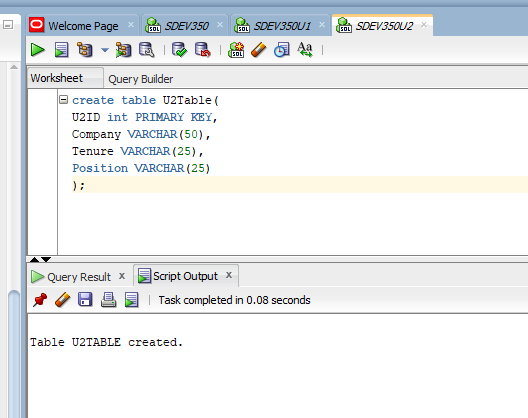 Welcome Page SDEV350 SDEV350U1 SDEV350U2
Worksheet Query Builder
create table U2Table(
U2ID int PRIMARY KEY,
Company VARCHAR(50),
Tenure VARCHAR(25),
Position VARCHAR(25)
);
Query Result x Script Output x
Task completed in 0.08 seconds
Table U2TABLE created.